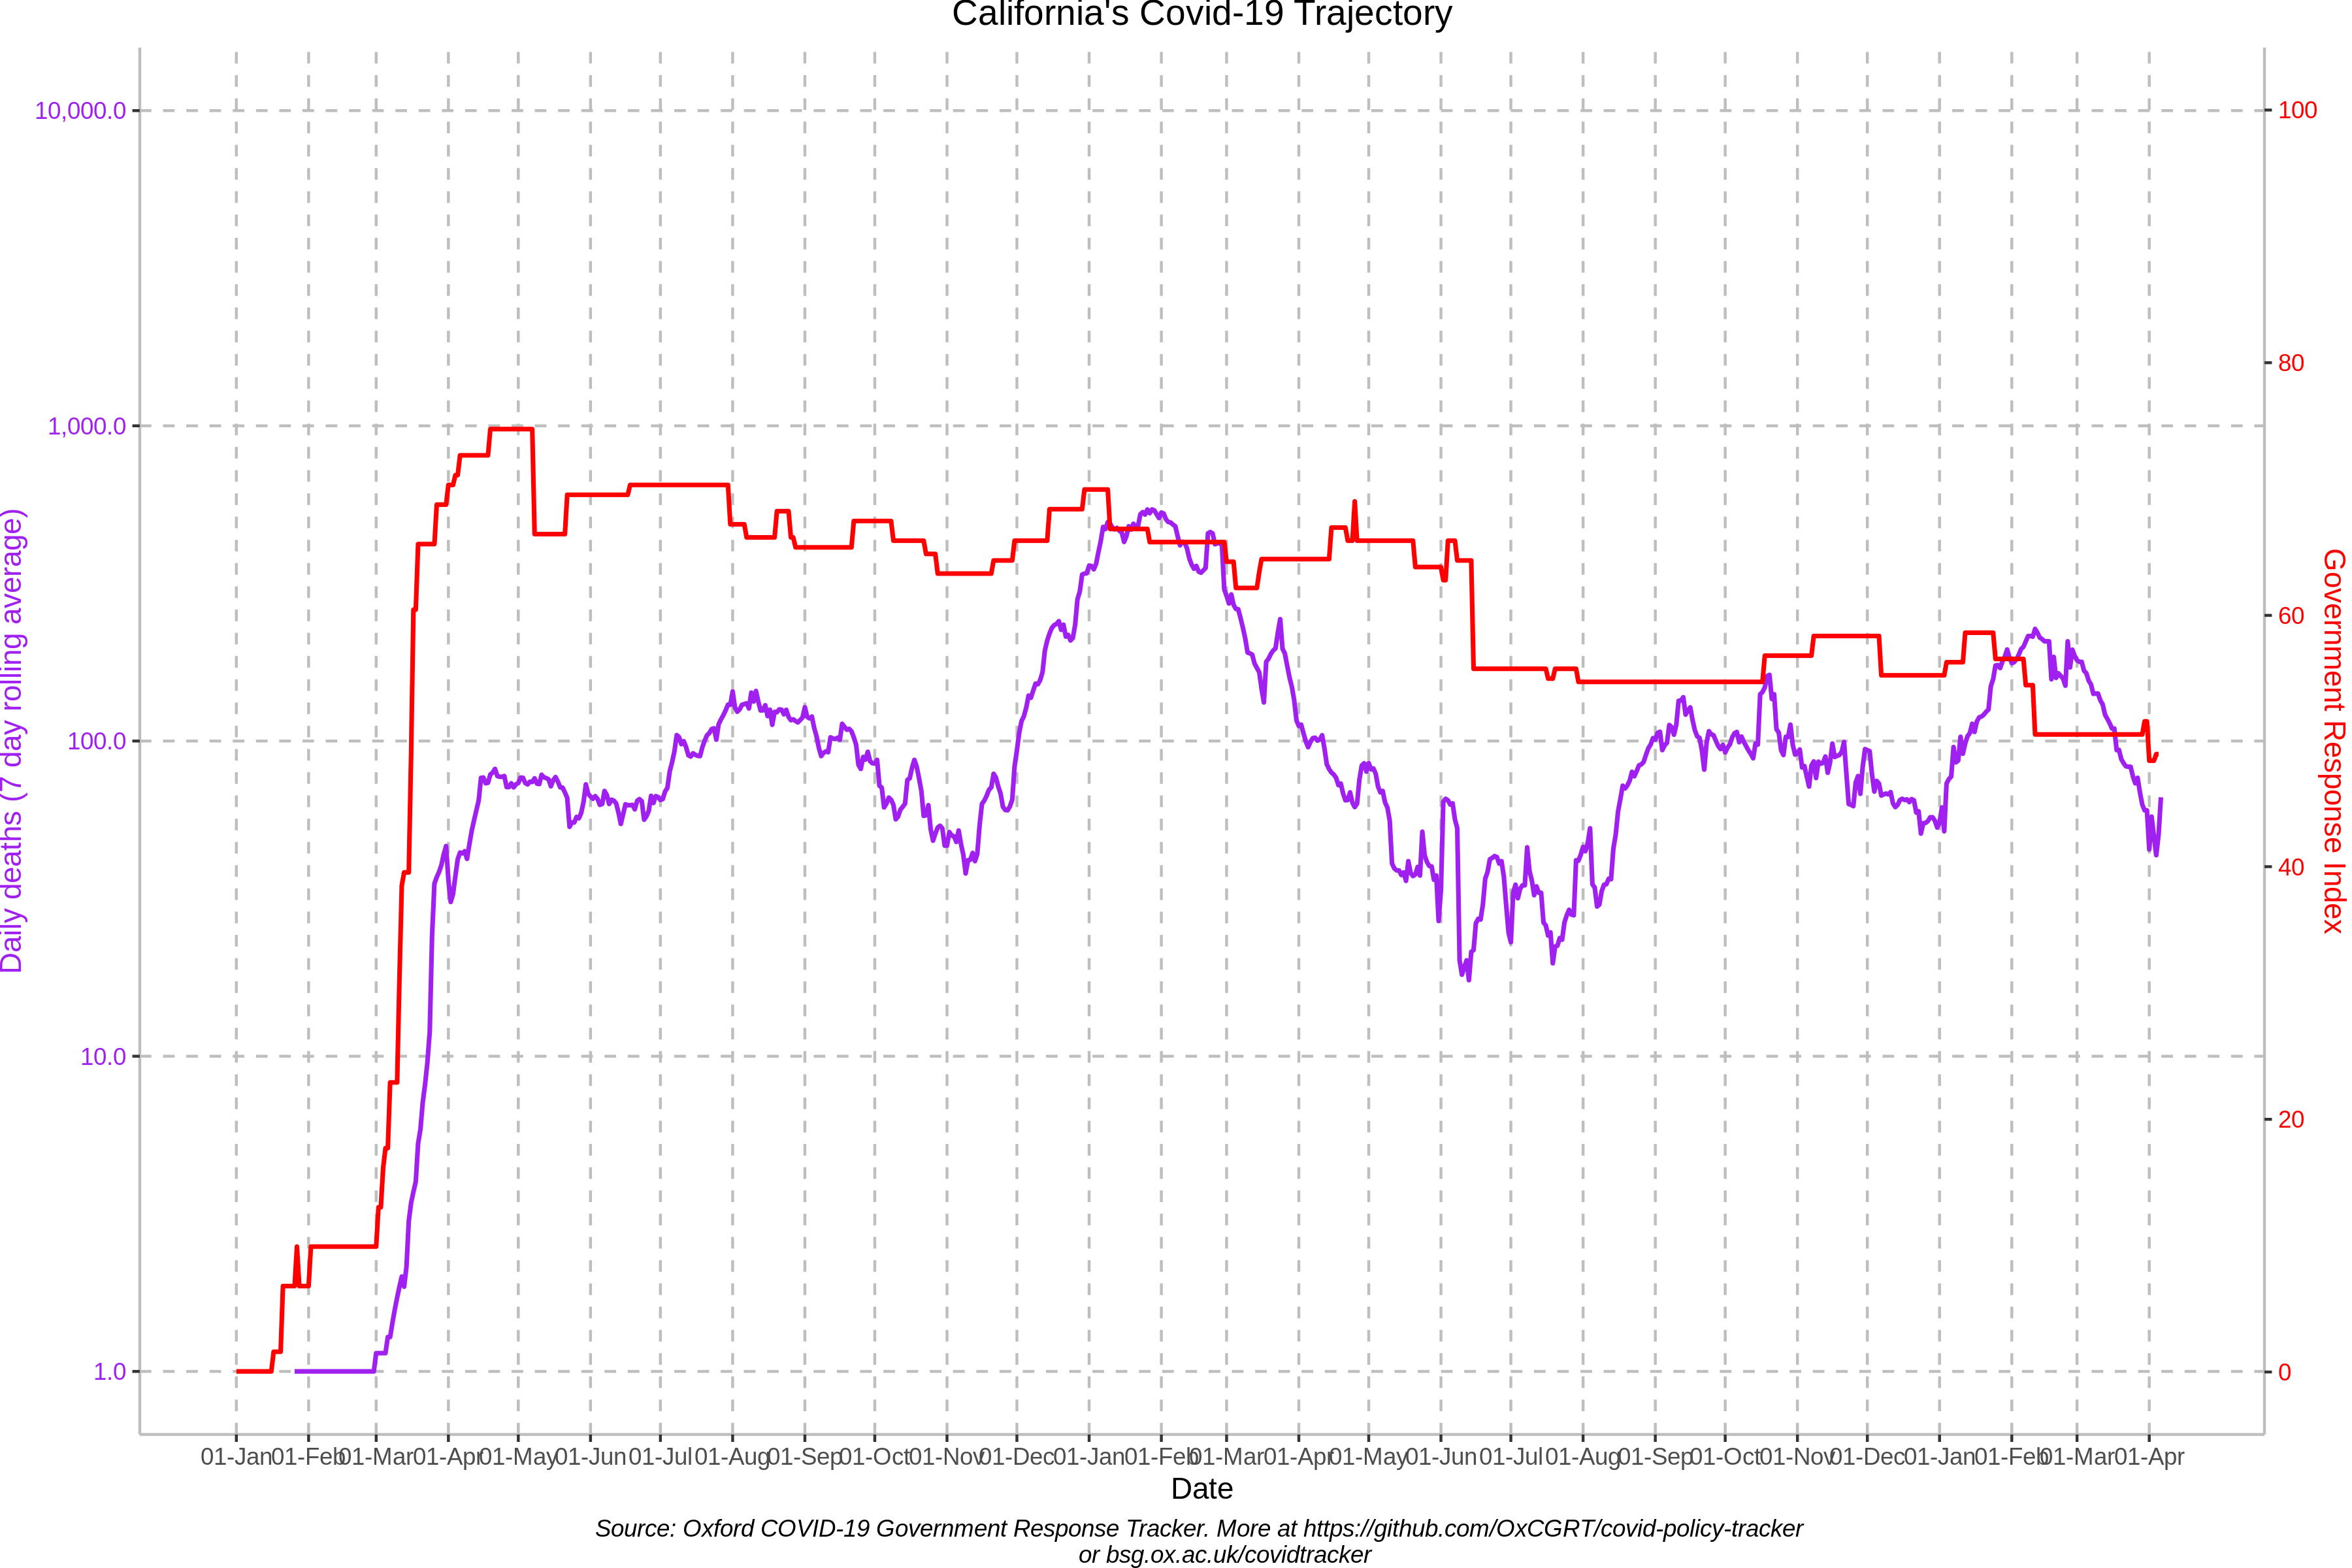 California's Covid-19 Trajectory
10,000.0
1,000.0
100.0
10.0
1.0
Daily deaths (7 day rolling average)
100
80
60
40
20
0
Government Response Index
01-Jan 01-Feb 01-Mar 01-Apr 01-May 01-Jun 01-Jul 01-Aug 01-Sep 01-Oct 01-Nov 01-Dec 01-Jan 01-Feb 01-Mar 01-Apr 01-May 01-Jun 01-Jul 01-Aug 01-Sep 01-Oct 01-Nov 01-Dec 01-Jan 01-Feb 01-Mar 01-Apr
Date
Source: Oxford COVID-19 Government Response Tracker. More at https://github.com/OxCGRT/covid-policy-tracker
or bsg.ox.ac.uk/covidtracker